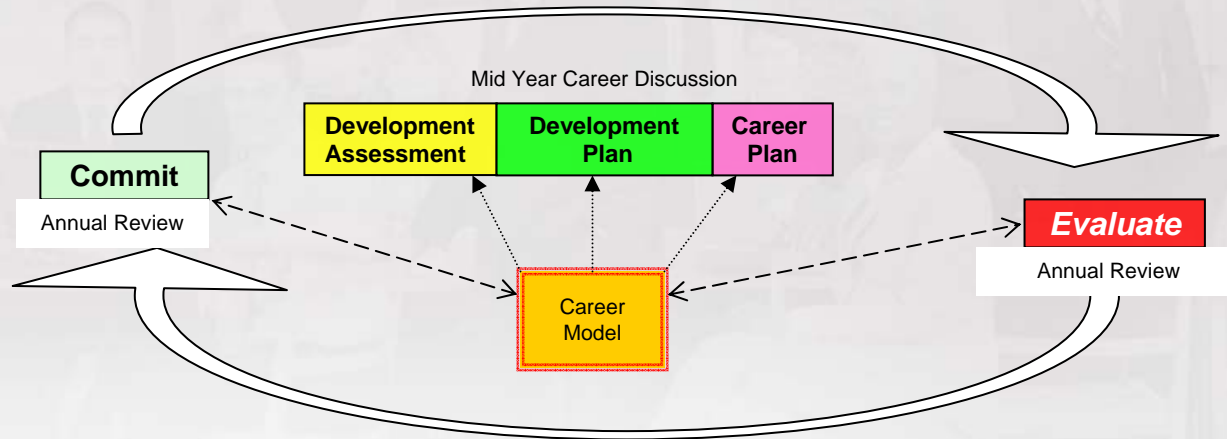 Mid Year Career Discussion
Development
Assessment
Development
Plan
Career
Plan
Commit
Annual Review
Evaluate
Annual Review
Career
Model